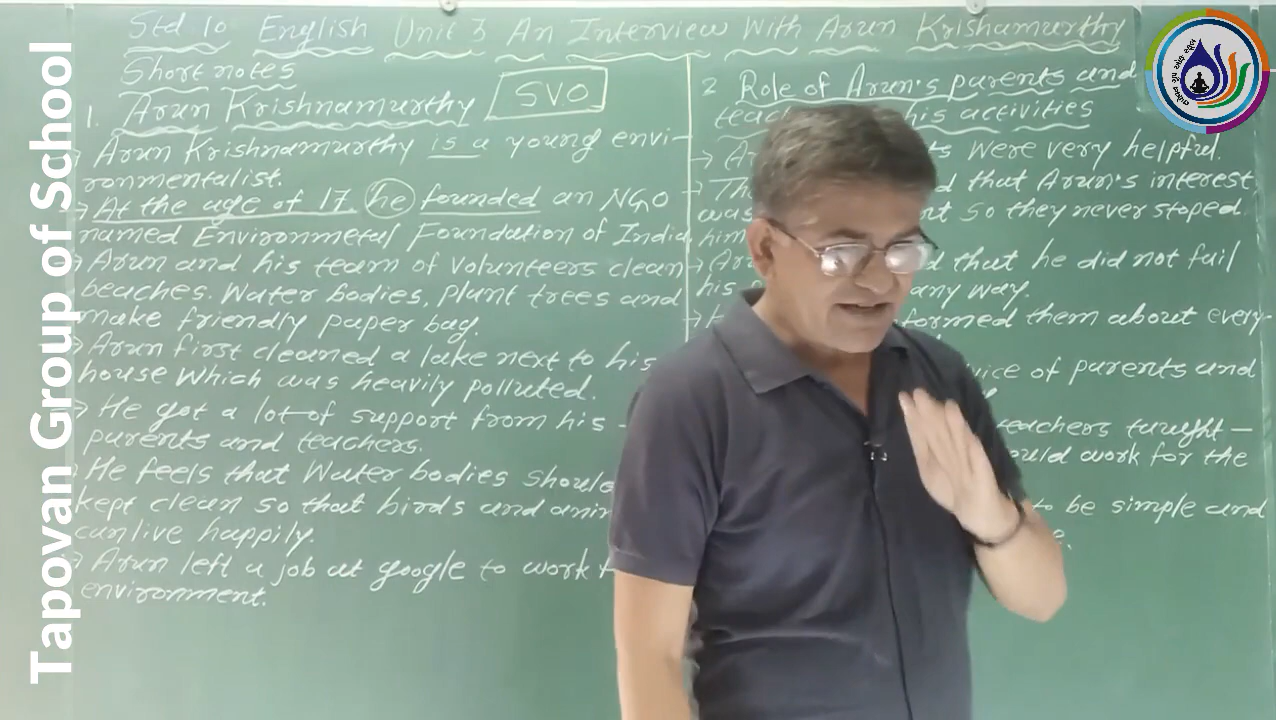 Std 10 English Unit 3 An Interview With Arun Krishamurthy
Short notes
SVO
1. Arun Krishnamurthy
→ Arun Krishnamurthy is a young envi-
ronmentalist.
→ At the age of 17 he founded an NGO
named Environmetal Foundation of India.
→ Arun and his team of volunteers clean
beaches. Water bodies, plant trees and
make friendly paper bag.
→ Arun first cleaned a lake next to his
house which was heavily polluted.
→ He got a lot of support from his -
parents and teachers.
→ He feels that Water bodies should
kept clean so that birds and
can live happily.
→ Arun left a job at google to work
environment.
2 Role of Arun's parents and
his activities
→ were very helpful.
→ that Arun's interest
was so they never stoped
him
→ that he did not fail
his any way.
→ formed them about every-
of parents and
teachers taught -
work for the
to be simple and
Tapovan Group of School